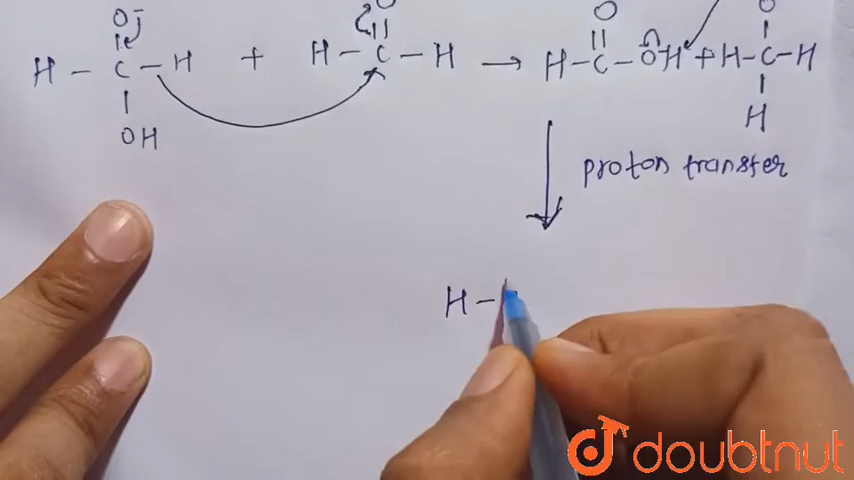 O⁻ O O O
H - C - H + H - C - H → H - C - OH + H - C - H
OH H
proton transfer
H -
doubtnut